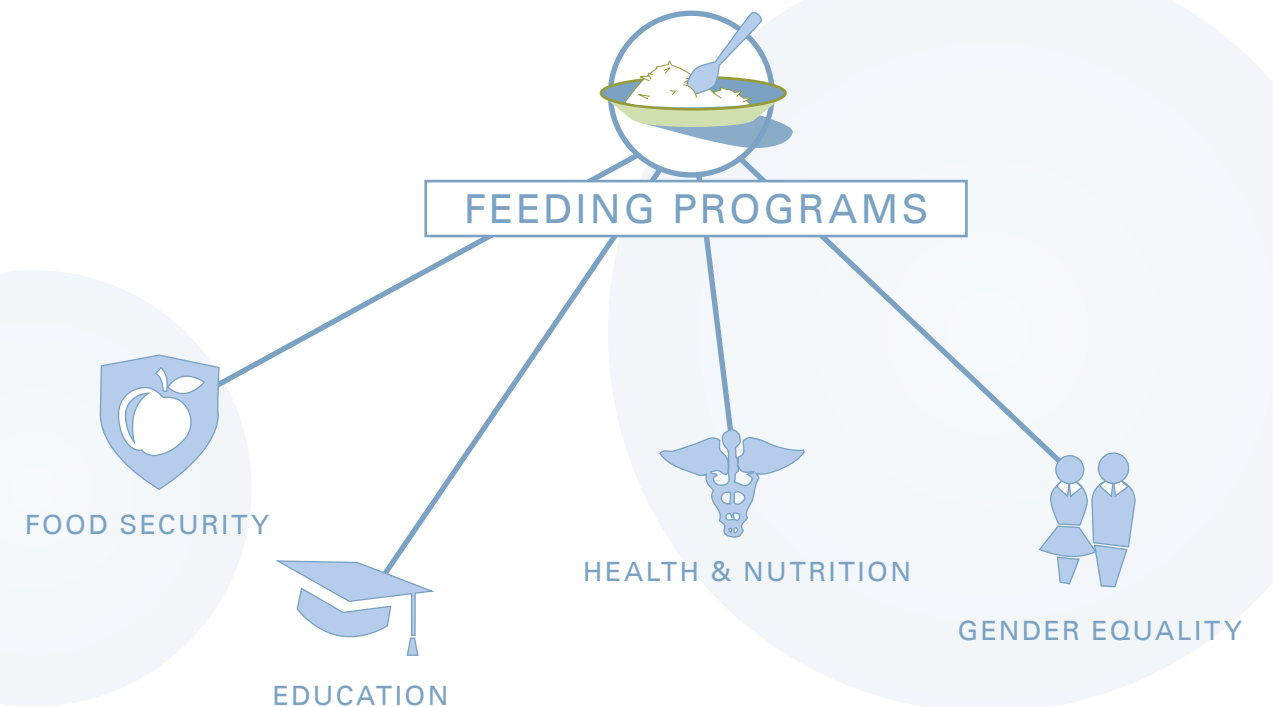 FEEDING PROGRAMS
FOOD SECURITY
EDUCATION
HEALTH & NUTRITION
GENDER EQUALITY